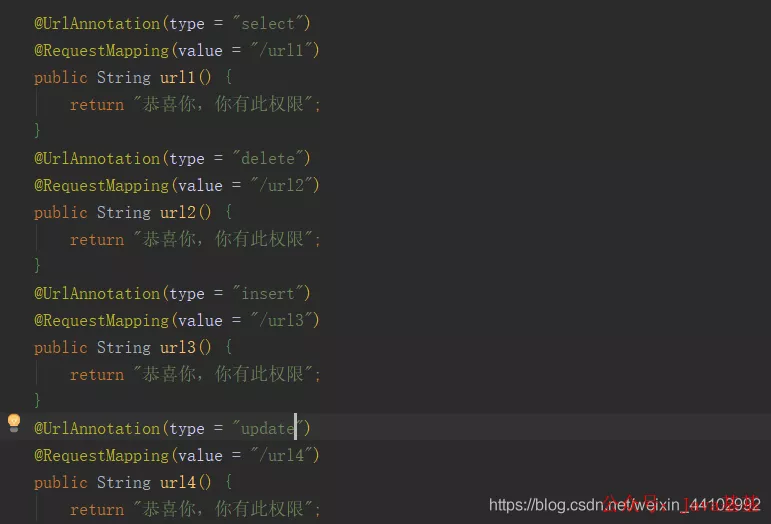 @UrlAnnotation(type = "select")
@RequestMapping(value = "/url1")
public String url1() {
return "恭喜你，你有此权限";
}
@UrlAnnotation(type = "delete")
@RequestMapping(value = "/url2")
public String url2() {
return "恭喜你，你有此权限";
}
@UrlAnnotation(type = "insert")
@RequestMapping(value = "/url3")
public String url3() {
return "恭喜你，你有此权限";
}
@UrlAnnotation(type = "update")
@RequestMapping(value = "/url4")
public String url4() {
return "恭喜你，你有此权限";
https://blog.csdn.net/weixin_44102992